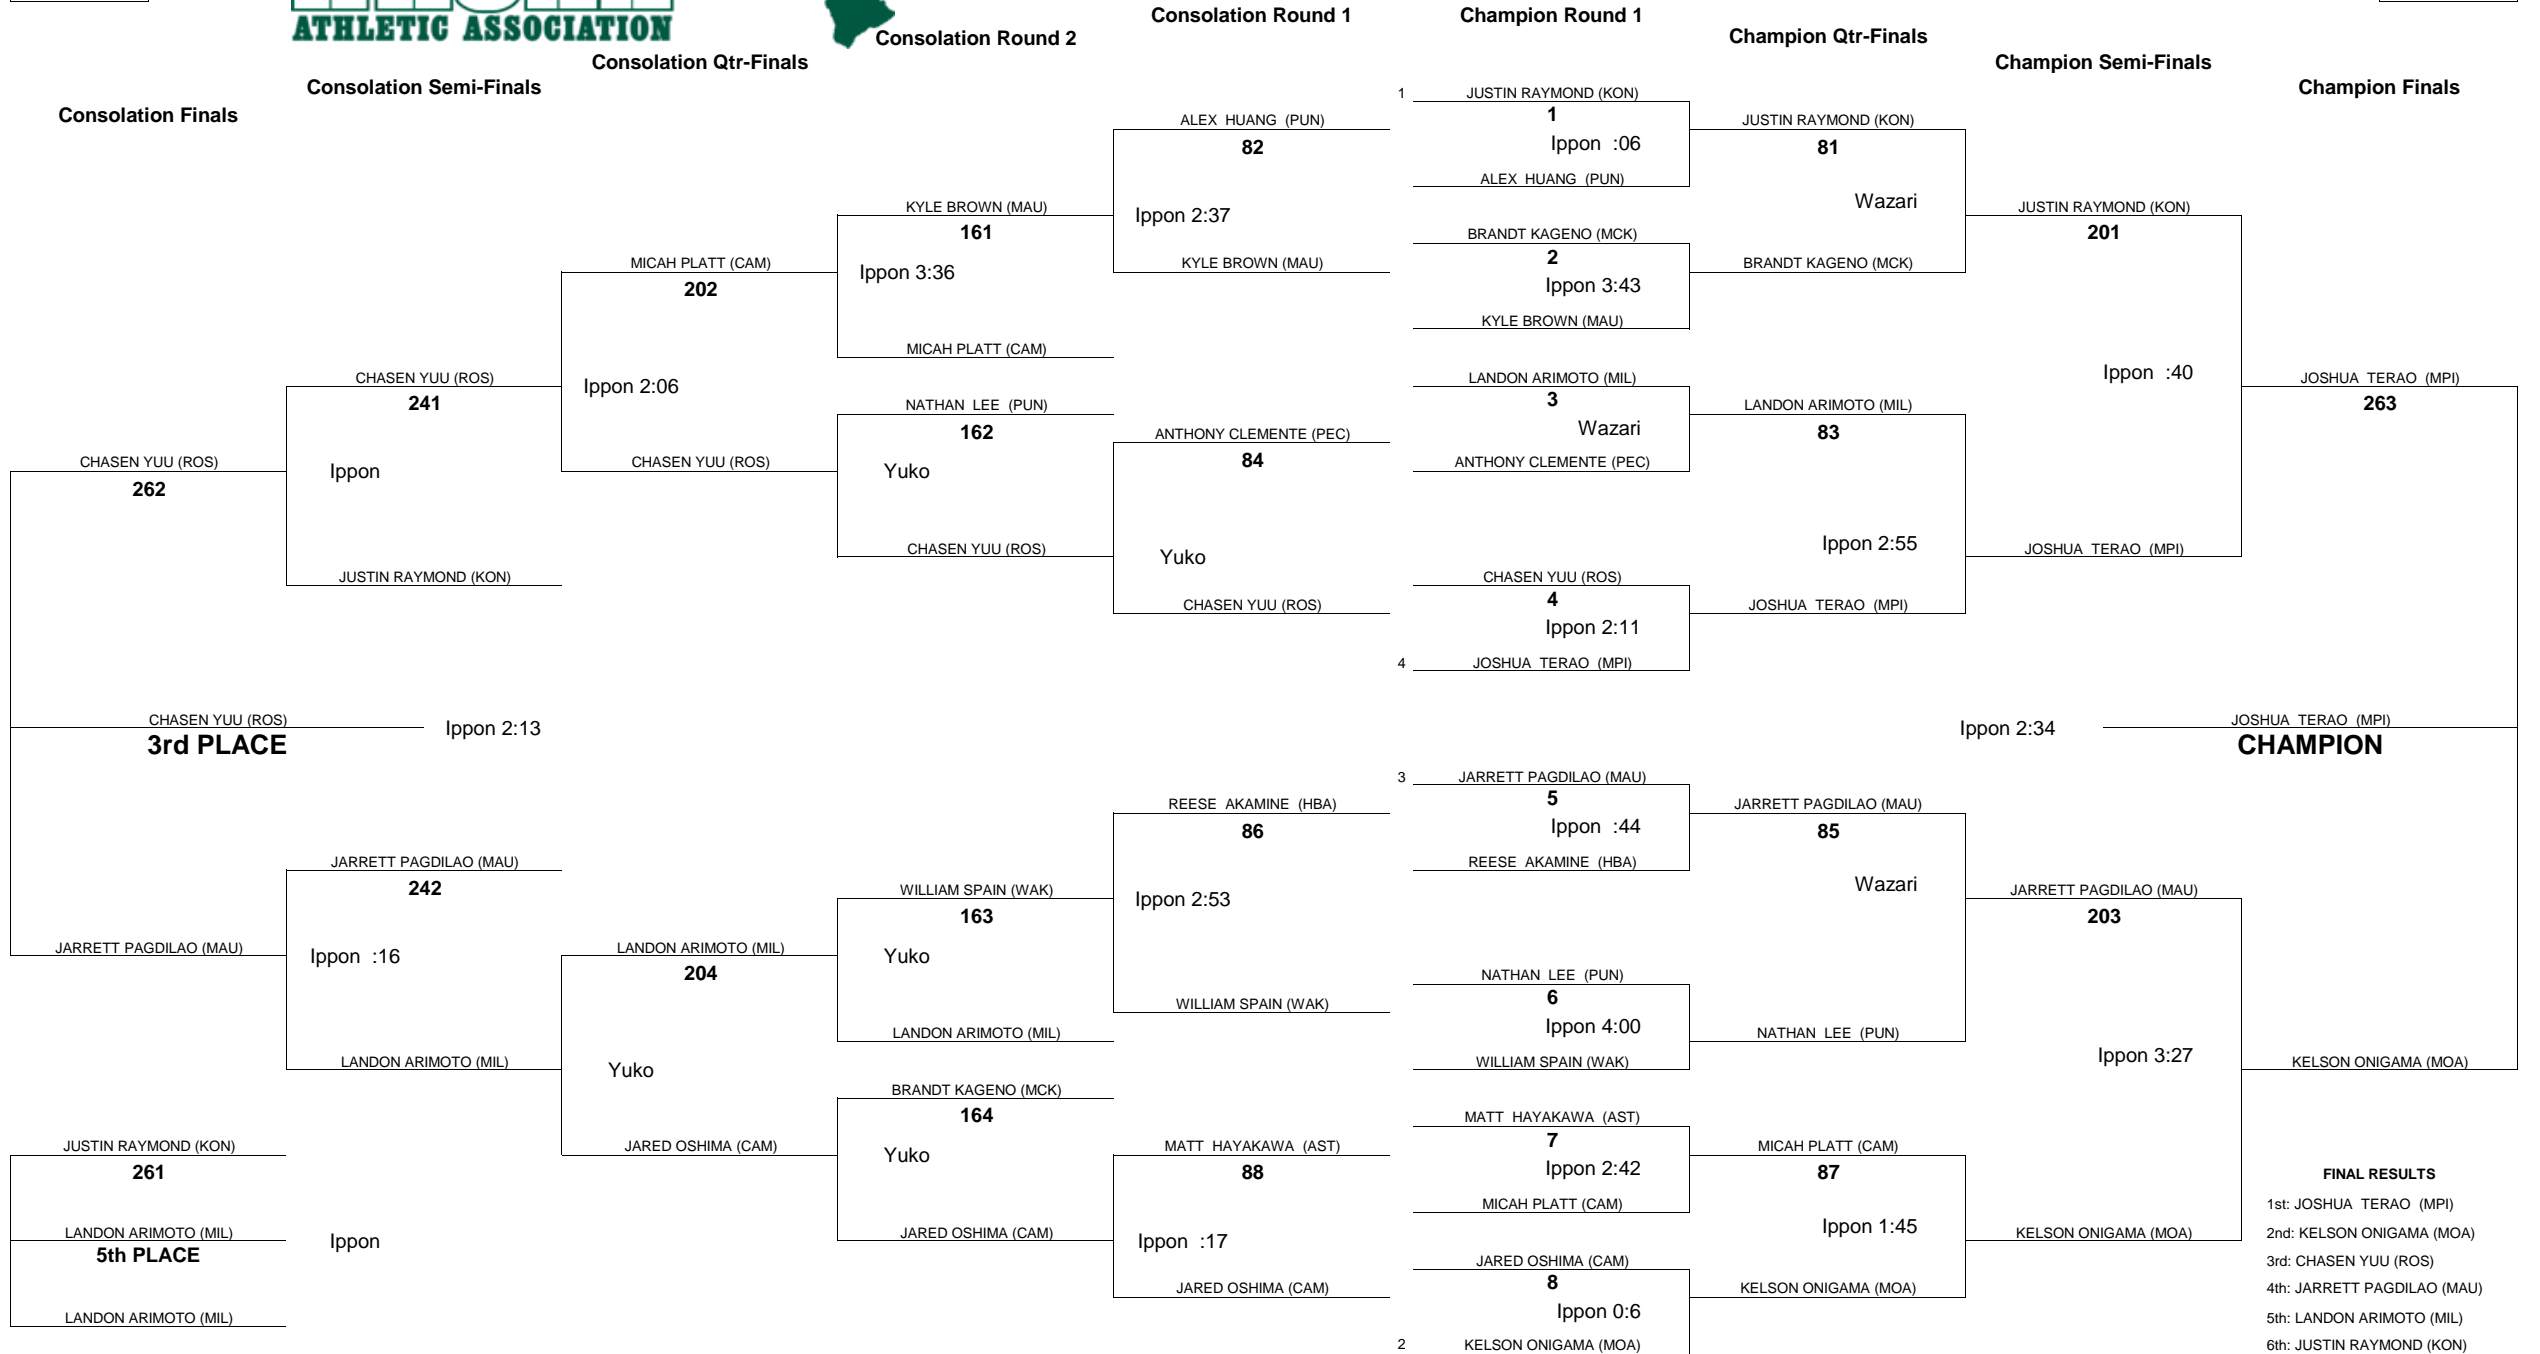 ATHLETIC ASSOCIATION
Consolation Finals
Consolation Semi-Finals
Consolation Qtr-Finals
Consolation Round 2
Consolation Round 1
Champion Round 1
Champion Qtr-Finals
Champion Semi-Finals
Champion Finals
CHASEN YUU (ROS)
262
JARRETT PAGDILAO (MAU)
CHASEN YUU (ROS)
3rd PLACE
Ippon 2:13
JUSTIN RAYMOND (KON)
261
LANDON ARIMOTO (MIL)
5th PLACE
Ippon
LANDON ARIMOTO (MIL)
CHASEN YUU (ROS)
241
Ippon
JUSTIN RAYMOND (KON)
JARRETT PAGDILAO (MAU)
242
Ippon :16
LANDON ARIMOTO (MIL)
MICAH PLATT (CAM)
202
Ippon 2:06
CHASEN YUU (ROS)
LANDON ARIMOTO (MIL)
204
Yuko
JARED OSHIMA (CAM)
KYLE BROWN (MAU)
161
Ippon 3:36
MICAH PLATT (CAM)
NATHAN LEE (PUN)
162
Yuko
CHASEN YUU (ROS)
WILLIAM SPAIN (WAK)
163
Yuko
LANDON ARIMOTO (MIL)
BRANDT KAGENO (MCK)
164
Yuko
JARED OSHIMA (CAM)
ALEX HUANG (PUN)
82
Ippon 2:37
KYLE BROWN (MAU)
ANTHONY CLEMENTE (PEC)
84
Yuko
CHASEN YUU (ROS)
REESE AKAMINE (HBA)
86
Ippon 2:53
WILLIAM SPAIN (WAK)
MATT HAYAKAWA (AST)
88
Ippon :17
JARED OSHIMA (CAM)
1 JUSTIN RAYMOND (KON)
1
Ippon :06
ALEX HUANG (PUN)
BRANDT KAGENO (MCK)
2
Ippon 3:43
KYLE BROWN (MAU)
LANDON ARIMOTO (MIL)
3
Wazari
ANTHONY CLEMENTE (PEC)
CHASEN YUU (ROS)
4
Ippon 2:11
4 JOSHUA TERAO (MPI)
3 JARRETT PAGDILAO (MAU)
5
Ippon :44
REESE AKAMINE (HBA)
NATHAN LEE (PUN)
6
Ippon 4:00
WILLIAM SPAIN (WAK)
MATT HAYAKAWA (AST)
7
Ippon 2:42
MICAH PLATT (CAM)
JARED OSHIMA (CAM)
8
Ippon 0:6
2 KELSON ONIGAMA (MOA)
JUSTIN RAYMOND (KON)
81
Wazari
BRANDT KAGENO (MCK)
LANDON ARIMOTO (MIL)
83
Ippon 2:55
JOSHUA TERAO (MPI)
JARRETT PAGDILAO (MAU)
85
Wazari
NATHAN LEE (PUN)
MICAH PLATT (CAM)
87
Ippon 1:45
KELSON ONIGAMA (MOA)
JUSTIN RAYMOND (KON)
201
Ippon :40
JOSHUA TERAO (MPI)
JARRETT PAGDILAO (MAU)
203
Ippon 3:27
KELSON ONIGAMA (MOA)
JOSHUA TERAO (MPI)
263
Ippon 2:34
JOSHUA TERAO (MPI)
CHAMPION
KELSON ONIGAMA (MOA)
FINAL RESULTS
1st: JOSHUA TERAO (MPI)
2nd: KELSON ONIGAMA (MOA)
3rd: CHASEN YUU (ROS)
4th: JARRETT PAGDILAO (MAU)
5th: LANDON ARIMOTO (MIL)
6th: JUSTIN RAYMOND (KON)